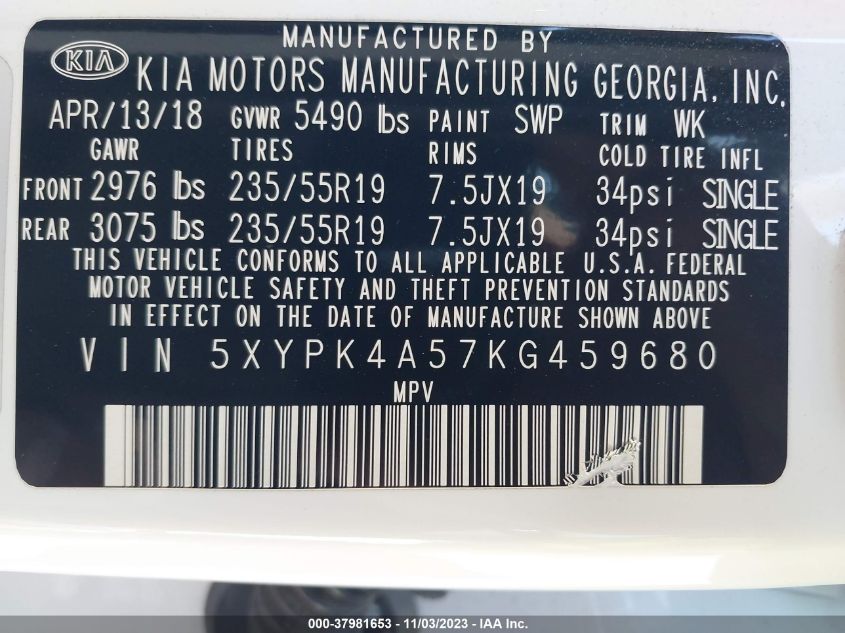 MANUFACTURED BY
KIA KIA MOTORS MANUFACTURING GEORGIA, INC.
APR/13/18 GVWR 5490 lbs PAINT SWP TRIM WK
GAWR TIRES RIMS COLD TIRE INFL
FRONT 2976 lbs 235/55R19 7.5JX19 34psi SINGLE
REAR 3075 lbs 235/55R19 7.5JX19 34psi SINGLE
THIS VEHICLE CONFORMS TO ALL APPLICABLE U.S.A. FEDERAL
MOTOR VEHICLE SAFETY AND THEFT PREVENTION STANDARDS
IN EFFECT ON THE DATE OF MANUFACTURE SHOWN ABOVE
VIN 5XYPK4A57KG459680
MPV
000-37981653 - 11/03/2023 - IAA Inc.